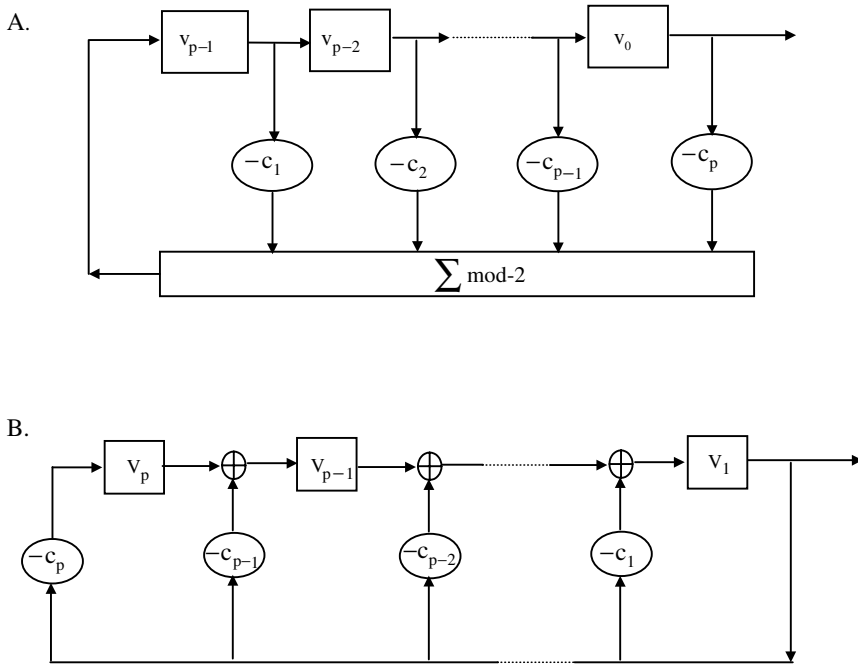 A.
v_{p−1} v_{p−2} v_0
−c_1 −c_2 −c_{p−1} −c_p
∑ mod-2
B.
v_p v_{p−1} v_1
−c_p −c_{p−1} −c_{p−2} −c_1